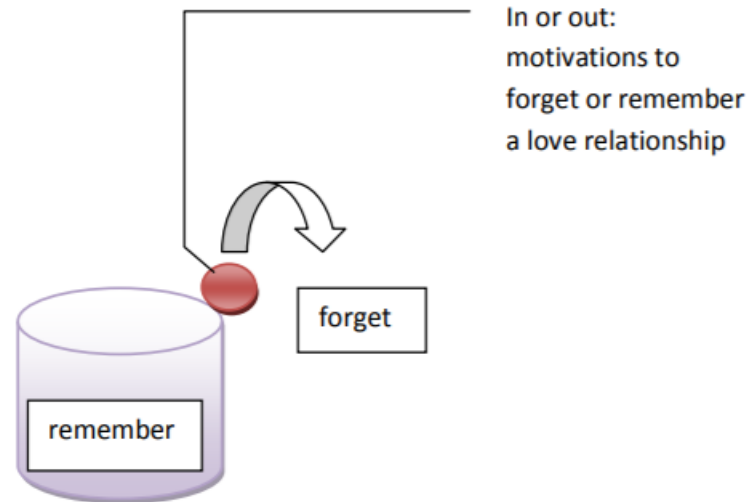 In or out:
motivations to
forget or remember
a love relationship
forget
remember